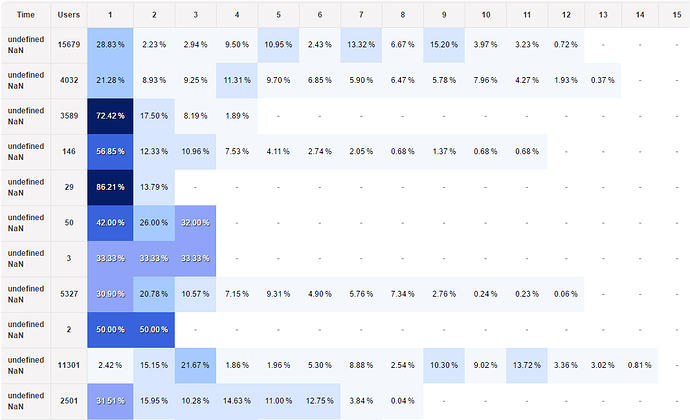 Time Users 1 2 3 4 5 6 7 8 9 10 11 12 13 14 15
undefined
NaN 15679 28.83 % 2.23 % 2.94 % 9.50 % 10.95 % 2.43 % 13.32 % 6.67 % 15.20 % 3.97 % 3.23 % 0.72 % - - -
undefined
NaN 4032 21.28 % 8.93 % 9.25 % 11.31 % 9.70 % 6.85 % 5.90 % 6.47 % 5.78 % 7.96 % 4.27 % 1.93 % 0.37 % - -
undefined
NaN 3589 72.42 % 17.50 % 8.19 % 1.89 % - - - - - - - - - - -
undefined
NaN 146 56.85 % 12.33 % 10.96 % 7.53 % 4.11 % 2.74 % 2.05 % 0.68 % 1.37 % 0.68 % 0.68 % - - - -
undefined
NaN 29 86.21 % 13.79 % - - - - - - - - - - - - -
undefined
NaN 50 42.00 % 26.00 % 32.00 % - - - - - - - - - - - -
undefined
NaN 3 33.33 % 33.33 % 33.33 % - - - - - - - - - - - -
undefined
NaN 5327 30.90 % 20.78 % 10.57 % 7.15 % 9.31 % 4.90 % 5.76 % 7.34 % 2.76 % 0.24 % 0.23 % 0.06 % - - -
undefined
NaN 2 50.00 % 50.00 % - - - - - - - - - - - - -
undefined
NaN 11301 2.42 % 15.15 % 21.67 % 1.86 % 1.96 % 5.30 % 8.88 % 2.54 % 10.30 % 9.02 % 13.72 % 3.36 % 3.02 % 0.81 % -
undefined
NaN 2501 31.51 % 15.95 % 10.28 % 14.63 % 11.00 % 12.75 % 3.84 % 0.04 % - - - - - - -